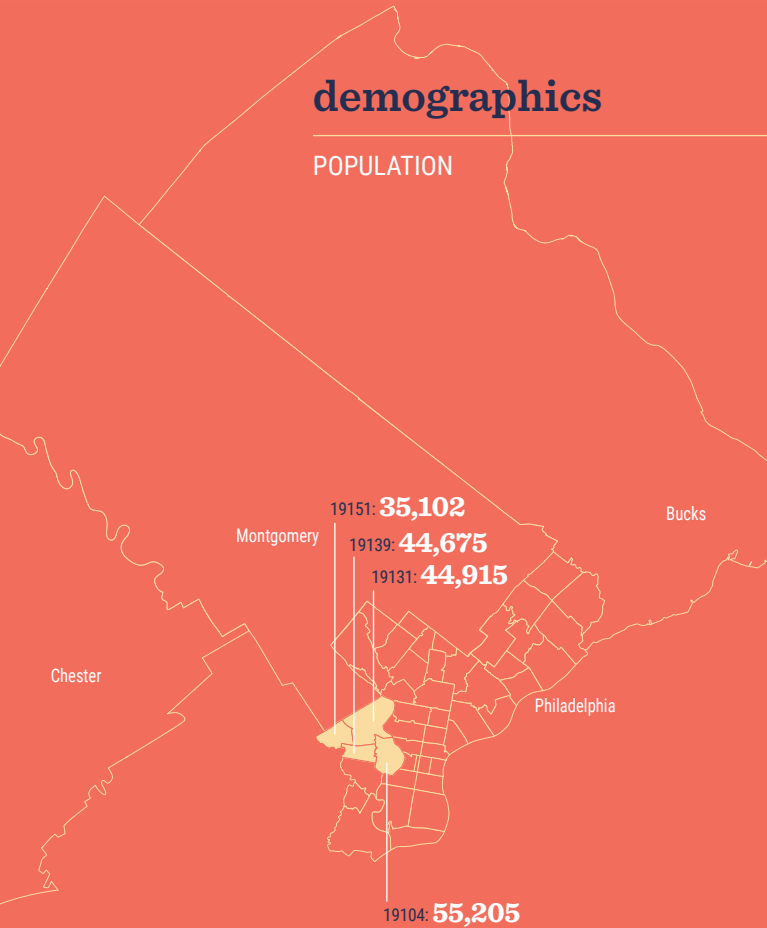 demographics
POPULATION
19151: 35,102
Bucks
Montgomery
19139: 44,675
19131: 44,915
Chester
Philadelphia
19104: 55,205